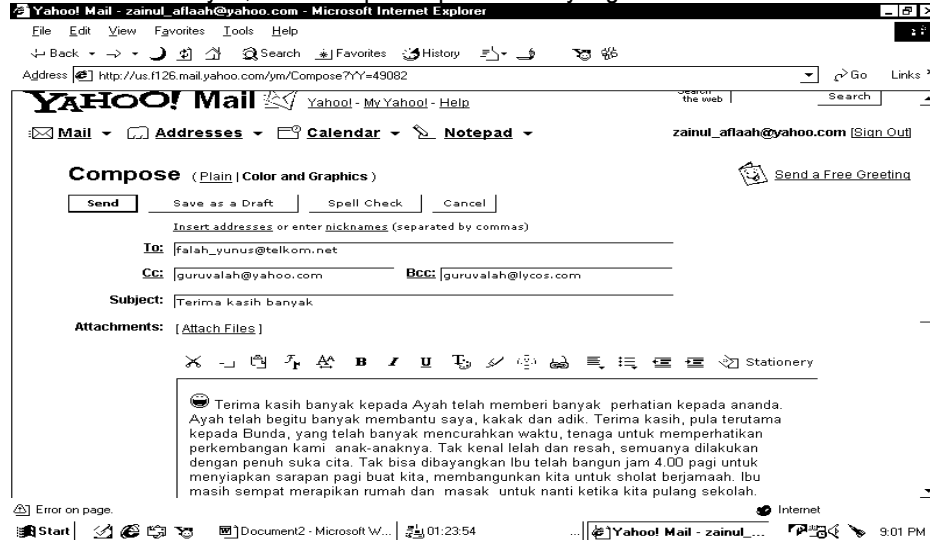 Yahoo! Mail - zainul_aflaah@yahoo.com - Microsoft Internet Explorer
File Edit View Favorites Tools Help
Back Search Favorites History
Address http://us.f126.mail.yahoo.com/ym/Compose?YY=49082 Go Links
YAHOO! Mail Yahoo! - My Yahoo! - Help the web Search
Mail Addresses Calendar Notepad zainul_aflaah@yahoo.com [Sign Out]
Compose ( Plain | Color and Graphics ) Send a Free Greeting
Send Save as a Draft Spell Check Cancel
Insert addresses or enter nicknames (separated by commas)
To: falah_yunus@telkom.net
Cc: guruvalah@yahoo.com Bcc: guruvalah@lycos.com
Subject: Terima kasih banyak
Attachments: [ Attach Files ]
B I U Stationery
Terima kasih banyak kepada Ayah telah memberi banyak perhatian kepada ananda.
Ayah telah begitu banyak membantu saya, kakak dan adik. Terima kasih, pula terutama
kepada Bunda, yang telah banyak mencurahkan waktu, tenaga untuk memperhatikan
perkembangan kami anak-anaknya. Tak kenal lelah dan resah, semuanya dilakukan
dengan penuh suka cita. Tak bisa dibayangkan Ibu telah bangun jam 4.00 pagi untuk
menyiapkan sarapan pagi buat kita, membangunkan kita untuk sholat berjamaah. Ibu
masih sempat merapikan rumah dan masak untuk nanti ketika kita pulang sekolah.
Error on page. Internet
Start Document2 - Microsoft W... 01:23:54 ... Yahoo! Mail - zainul_... 9:01 PM